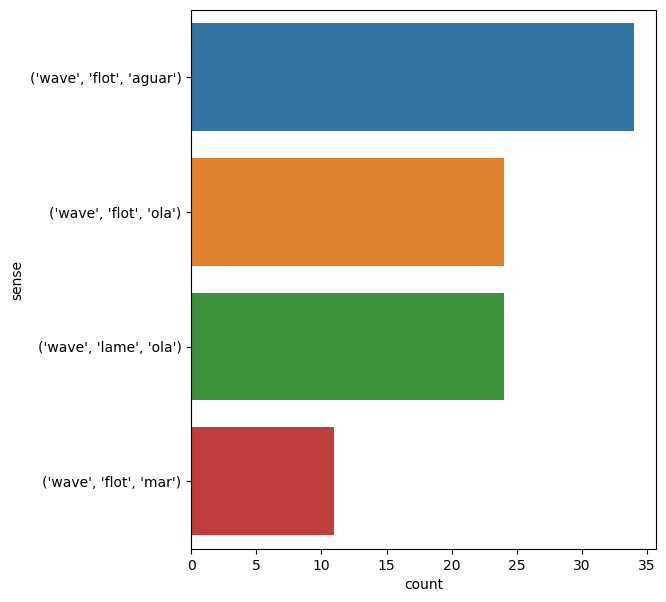 ('wave', 'flot', 'aguar')
('wave', 'flot', 'ola')
('wave', 'lame', 'ola')
('wave', 'flot', 'mar')
sense
0 5 10 15 20 25 30 35
count